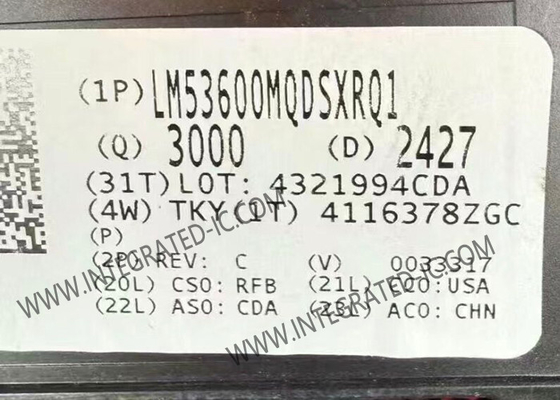 (1P) LM53600MQDSXRQ1
(Q) 3000 (D) 2427
(31T) LOT: 4321994CDA
(4W) TKY (1T) 4116378ZGC
(P)
(2P) REV: C (V) 0033317
(20L) CSO: RFB (21L) CCO:USA
(22L) ASO: CDA (23L) ACO: CHN
WWW.INTEGRATED-IC.COM
WWW.INTEGRATED-IC.COM